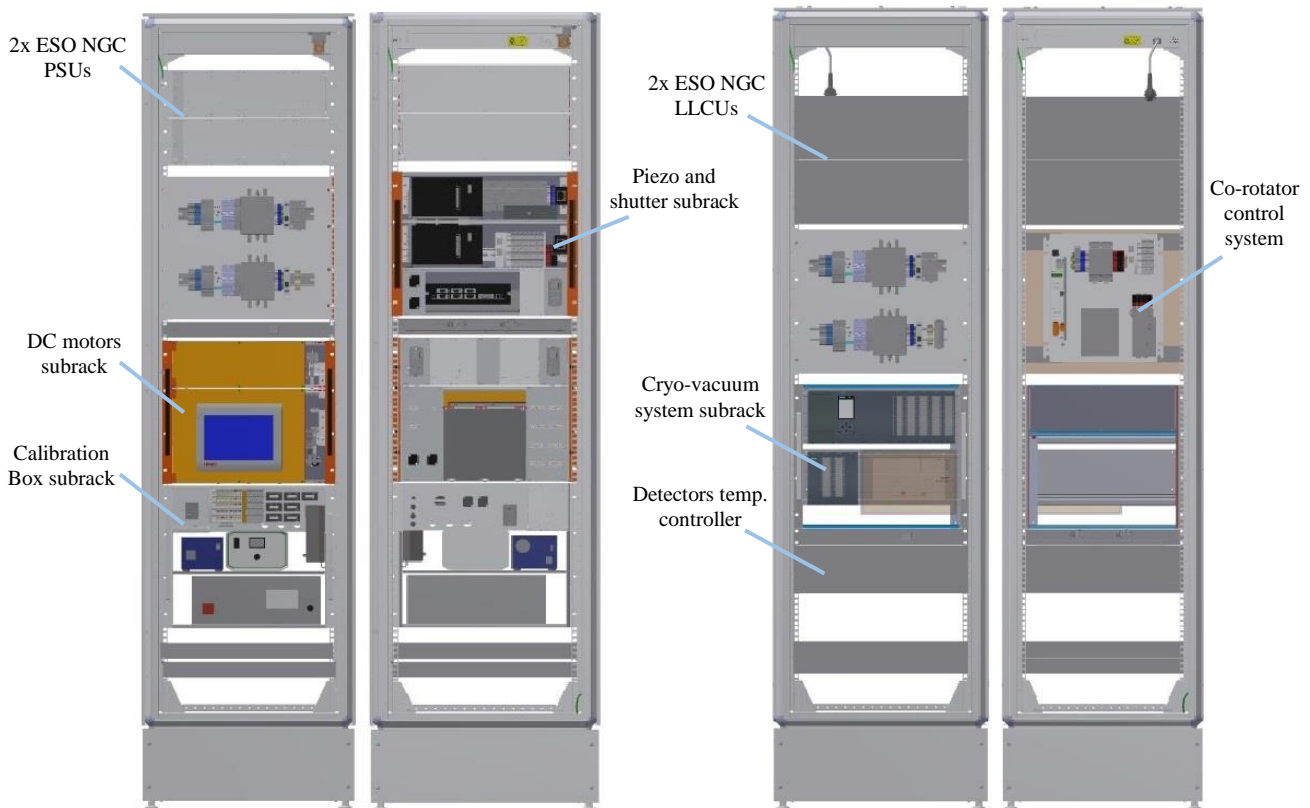 2x ESO NGC
PSUs
DC motors
subrack
Calibration
Box subrack
Piezo and
shutter subrack
2x ESO NGC
LLCUs
Cryo-vacuum
system subrack
Detectors temp.
controller
Co-rotator
control
system